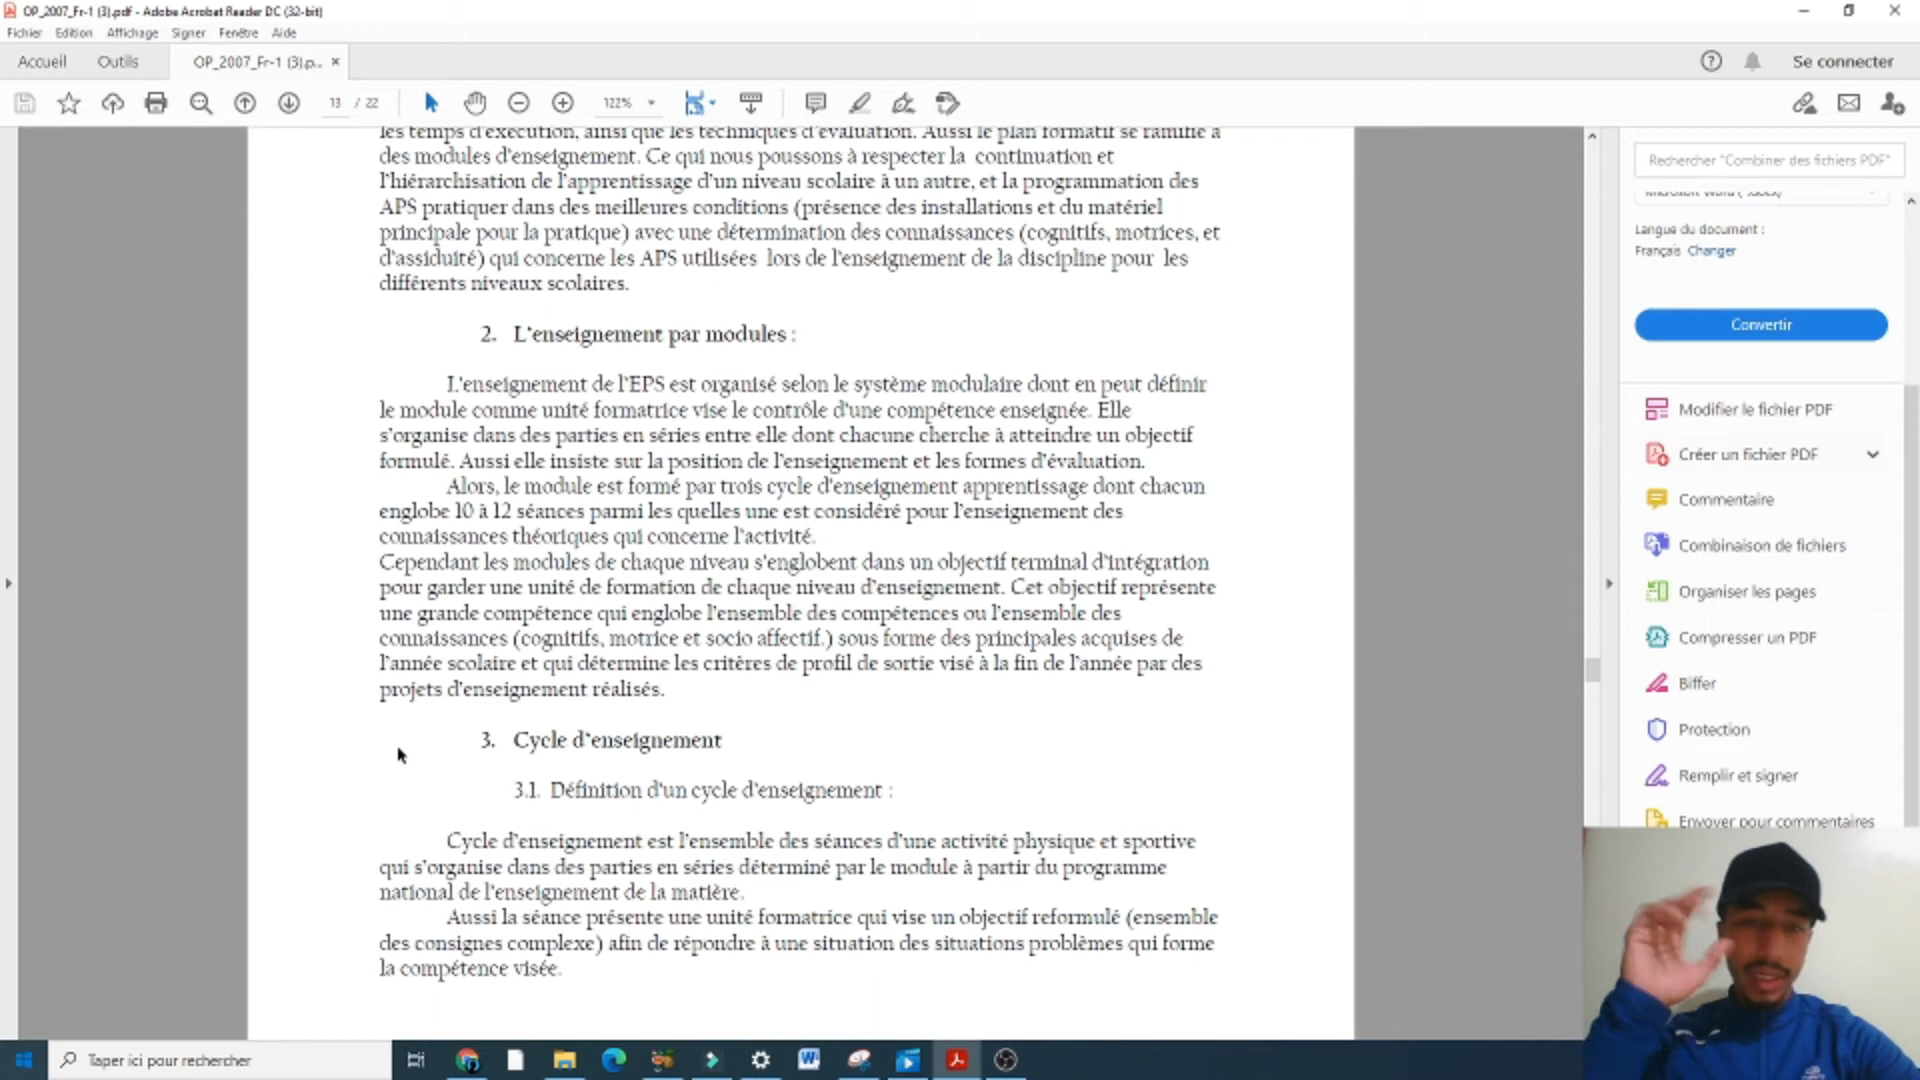 OP_2007_Fr-1 (3).pdf - Adobe Acrobat Reader DC (32-bit)
Fichier Edition Affichage Signer Fenêtre Aide
Accueil Outils OP_2007_Fr-1 (3).p... × Se connecter
13 / 22 122%
les temps d'exécution, ainsi que les techniques d'évaluation. Aussi le plan formatif se ramifie à
des modules d'enseignement. Ce qui nous poussons à respecter la continuation et
l'hiérarchisation de l'apprentissage d'un niveau scolaire à un autre, et la programmation des
APS pratiquer dans des meilleures conditions (présence des installations et du matériel
principale pour la pratique) avec une détermination des connaissances (cognitifs, motrices, et
d'assiduité) qui concerne les APS utilisées lors de l'enseignement de la discipline pour les
différents niveaux scolaires.
2. L'enseignement par modules :
L'enseignement de l'EPS est organisé selon le système modulaire dont en peut définir
le module comme unité formatrice vise le contrôle d'une compétence enseignée. Elle
s'organise dans des parties en séries entre elle dont chacune cherche à atteindre un objectif
formulé. Aussi elle insiste sur la position de l'enseignement et les formes d'évaluation.
Alors, le module est formé par trois cycle d'enseignement apprentissage dont chacun
englobe 10 à 12 séances parmi les quelles une est considéré pour l'enseignement des
connaissances théoriques qui concerne l'activité.
Cependant les modules de chaque niveau s'englobent dans un objectif terminal d'intégration
pour garder une unité de formation de chaque niveau d'enseignement. Cet objectif représente
une grande compétence qui englobe l'ensemble des compétences ou l'ensemble des
connaissances (cognitifs, motrice et socio affectif.) sous forme des principales acquises de
l'année scolaire et qui détermine les critères de profil de sortie visé à la fin de l'année par des
projets d'enseignement réalisés.
3. Cycle d'enseignement
3.1. Définition d'un cycle d'enseignement :
Cycle d'enseignement est l'ensemble des séances d'une activité physique et sportive
qui s'organise dans des parties en séries déterminé par le module à partir du programme
national de l'enseignement de la matière.
Aussi la séance présente une unité formatrice qui vise un objectif reformulé (ensemble
des consignes complexe) afin de répondre à une situation des situations problèmes qui forme
la compétence visée.
Rechercher "Combiner des fichiers PDF"
Langue du document :
Français Changer
Convertir
Modifier le fichier PDF
Créer un fichier PDF
Commentaire
Combinaison de fichiers
Organiser les pages
Compresser un PDF
Biffer
Protection
Remplir et signer
Envoyer pour commentaires
Taper ici pour rechercher